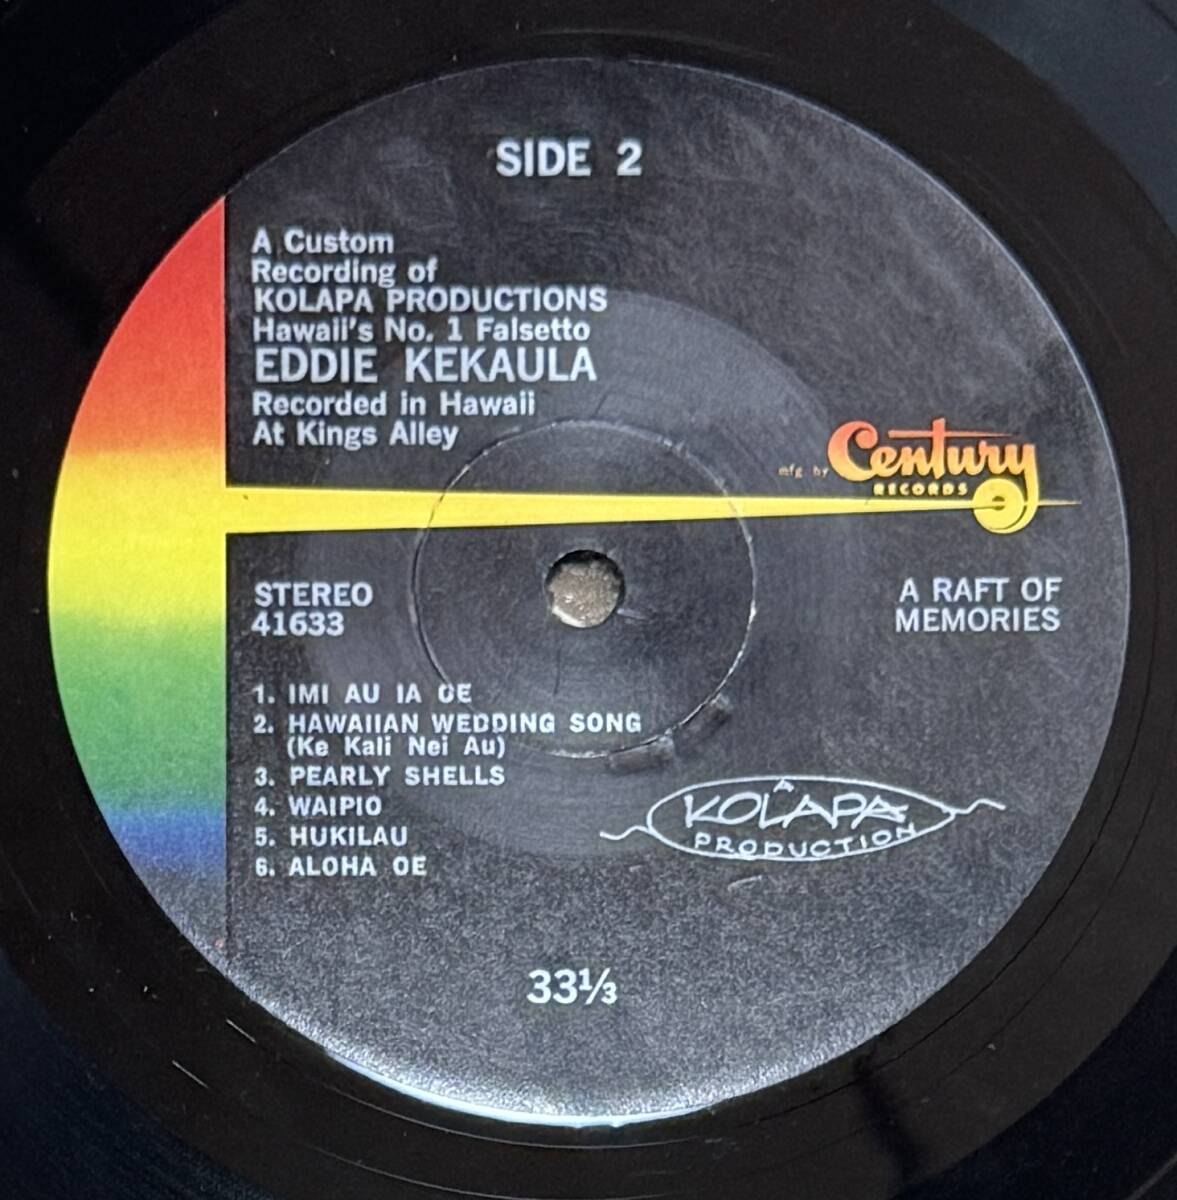 SIDE 2
A Custom
Recording of
KOLAPA PRODUCTIONS
Hawaii's No. 1 Falsetto
EDDIE KEKAULA
Recorded in Hawaii
At Kings Alley
mfg by Century
RECORDS
STEREO
41633
A RAFT OF
MEMORIES
1. IMI AU IA OE
2. HAWAIIAN WEDDING SONG
(Ke Kali Nei Au)
3. PEARLY SHELLS
4. WAIPIO
5. HUKILAU
6. ALOHA OE
A
KOLAPA
PRODUCTION
33⅓